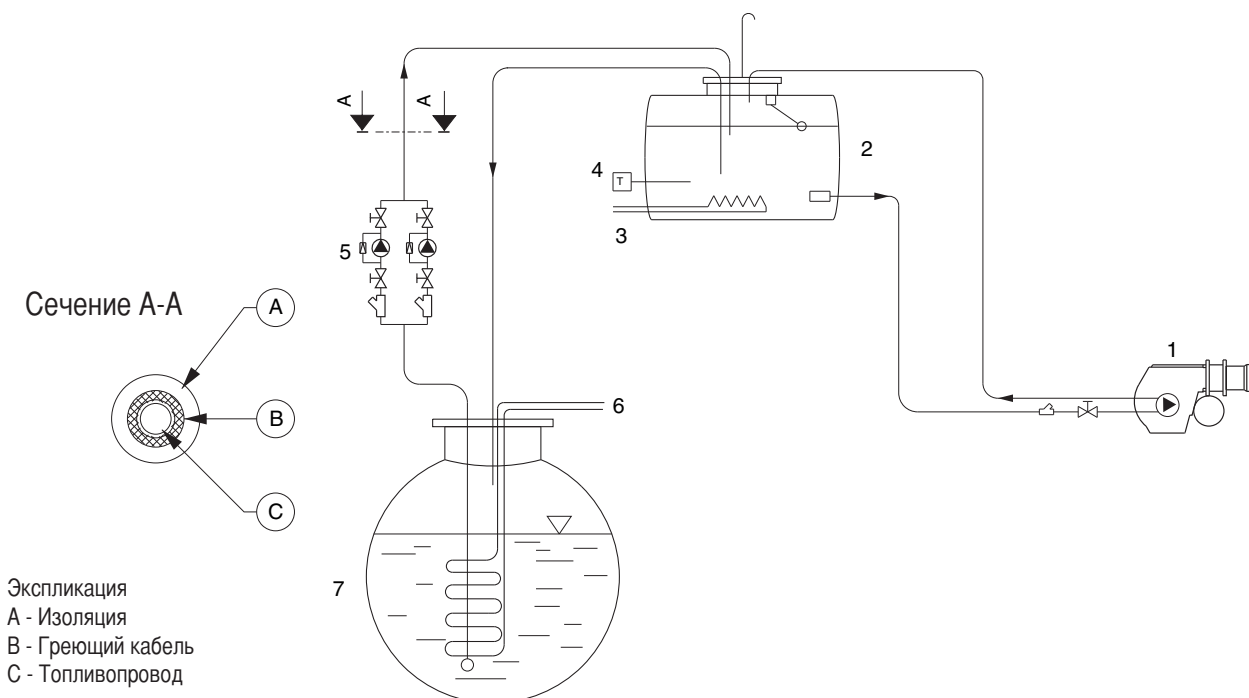 A
A
2
4
T
3
5
Сечение А-А
A
1
B
6
C
7
Экспликация
А - Изоляция
В - Греющий кабель
С - Топливопровод